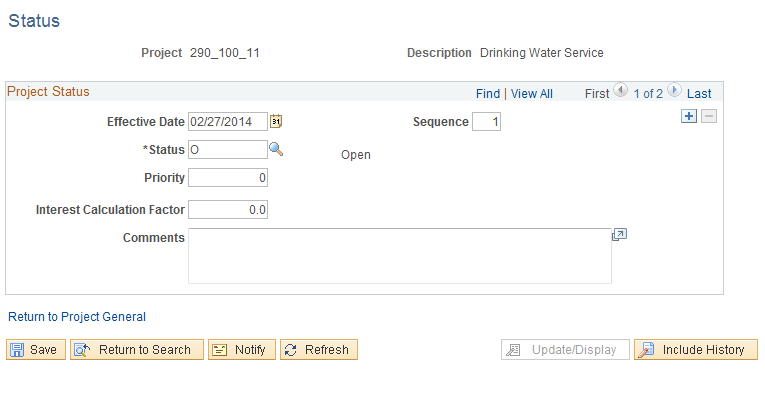 Status
Project 290_100_11 Description Drinking Water Service
Project Status Find | View All First 1 of 2 Last
Effective Date 02/27/2014 31 Sequence 1
*Status O Open
Priority 0
Interest Calculation Factor 0.0
Comments
Return to Project General
Save Return to Search Notify Refresh Update/Display Include History